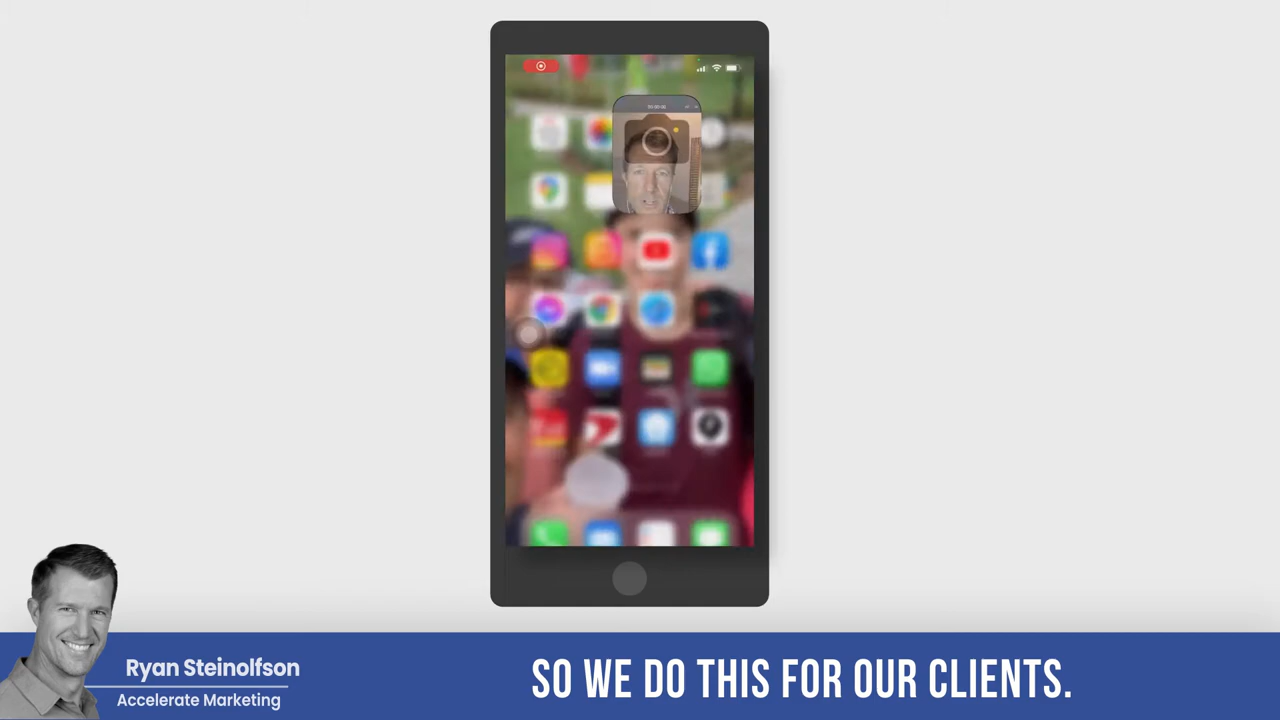 Ryan Steinolfson
Accelerate Marketing
SO WE DO THIS FOR OUR CLIENTS.